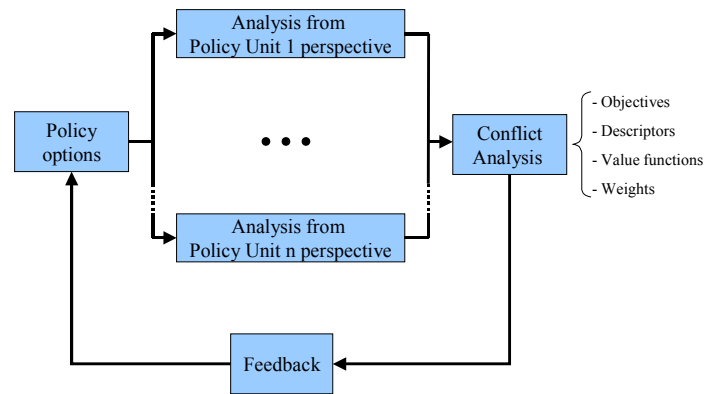 Analysis from
Policy Unit 1 perspective
Policy
options
• • •
Conflict
Analysis
- Objectives
- Descriptors
- Value functions
- Weights
Analysis from
Policy Unit n perspective
Feedback